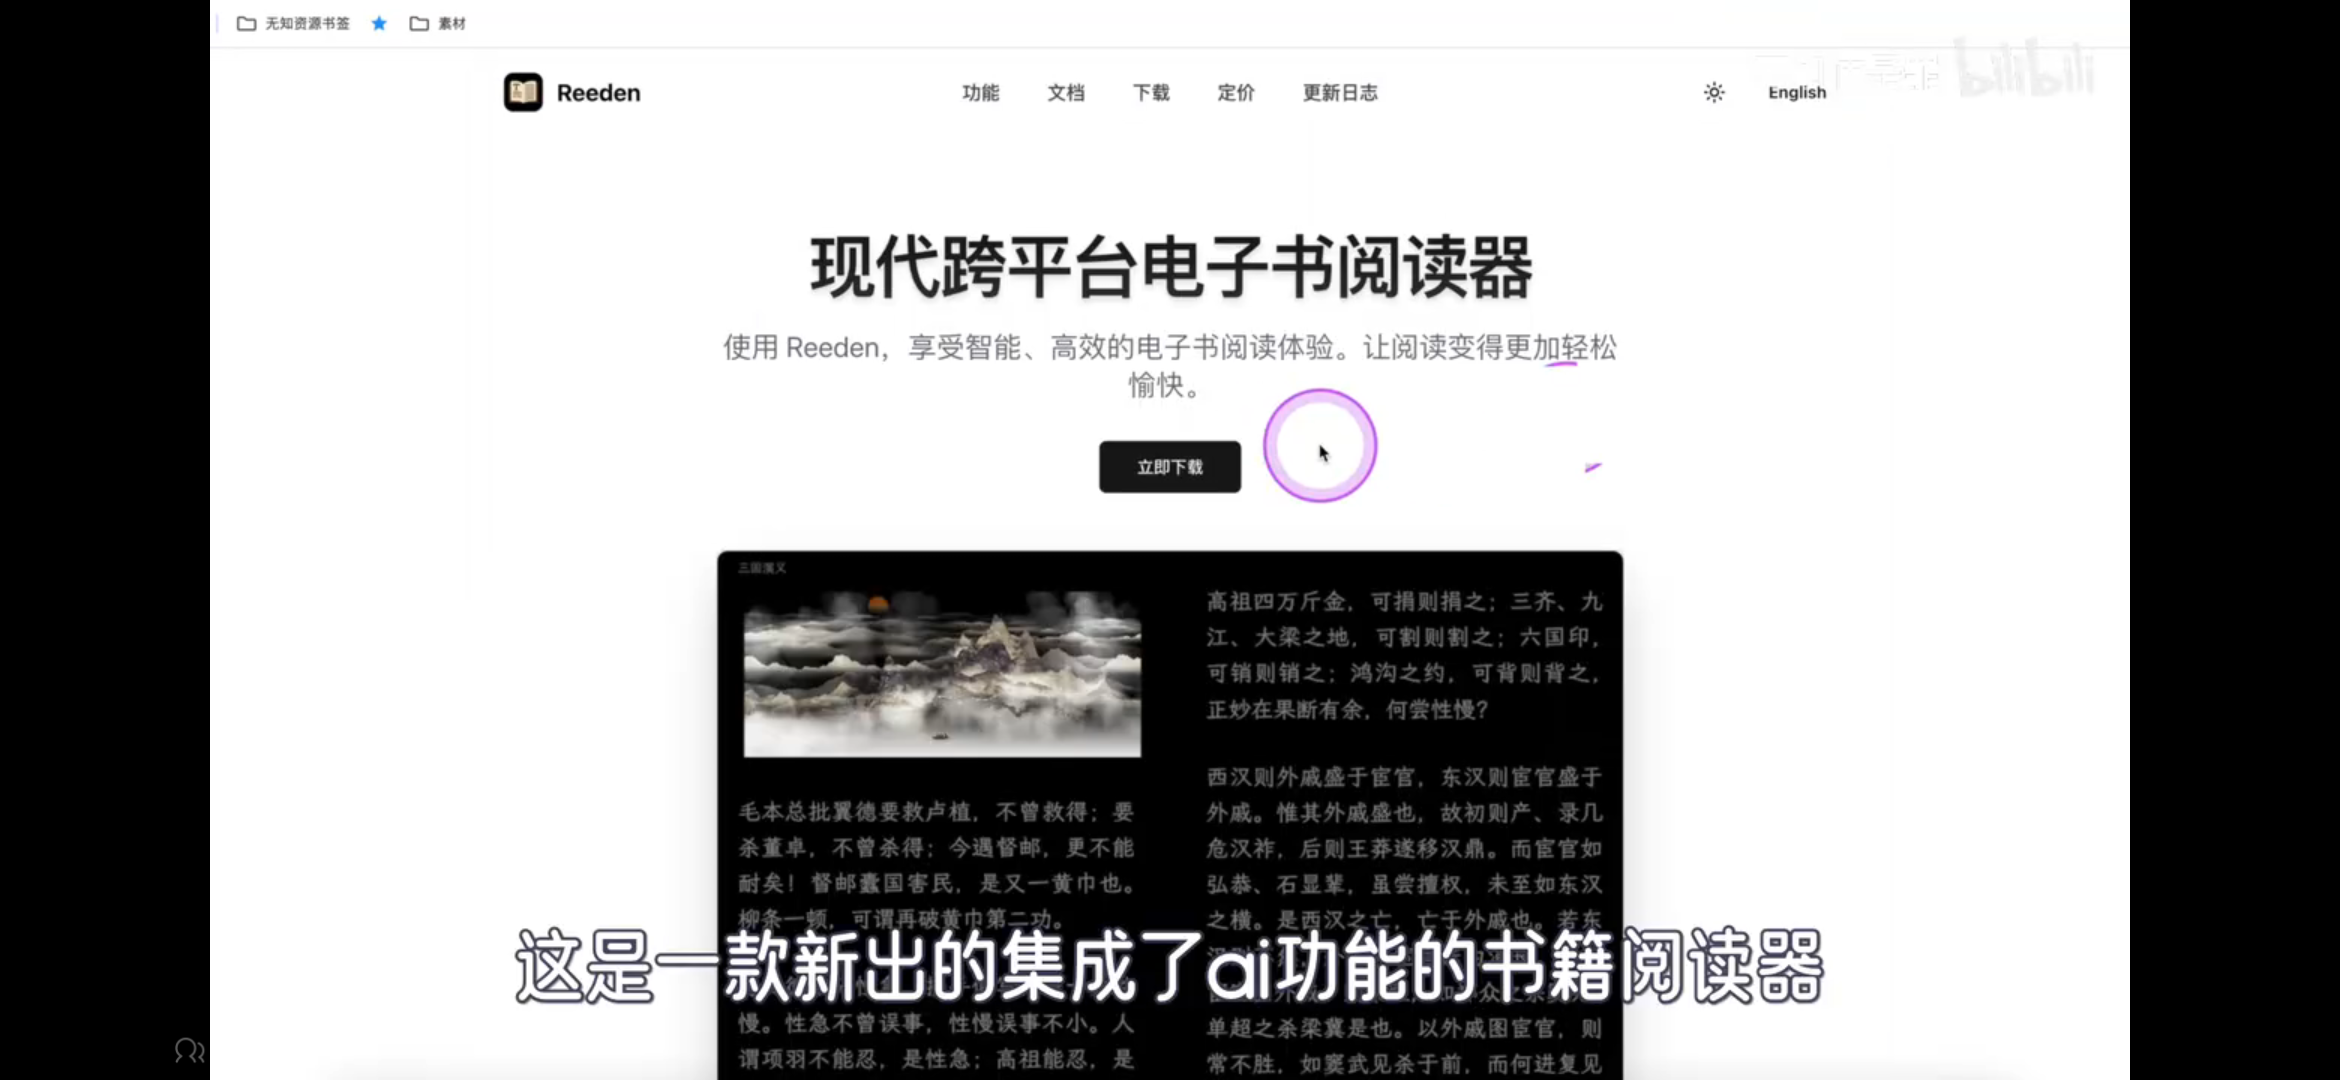 无知资源书签
素材
bilibili
Reeden
功能
文档
下载
定价
更新日志
English
现代跨平台电子书阅读器
使用 Reeden，享受智能、高效的电子书阅读体验。让阅读变得更加轻松
愉快。
立即下载
三国演义
毛本总批翼德要救卢植，不曾救得；要
杀董卓，不曾杀得；今遇督邮，更不能
耐矣！督邮蠹国害民，是又一黄巾也。
柳条一顿，可谓再破黄巾第二功。
慢。性急不曾误事，性慢误事不小。人
谓项羽不能忍，是性急；高祖能忍，是
高祖四万斤金，可捐则捐之；三齐、九
江、大梁之地，可割则割之；六国印，
可销则销之；鸿沟之约，可背则背之，
正妙在果断有余，何尝性慢？
西汉则外戚盛于宦官，东汉则宦官盛于
外戚。惟其外戚盛也，故初则产、录几
危汉祚，后则王莽遂移汉鼎。而宦官如
弘恭、石显辈，虽尝擅权，未至如东汉
之横。是西汉之亡，亡于外戚也。若东
单超之杀梁冀是也。以外戚图宦官，则
常不胜，如窦武见杀于前，而何进复见
这是一款新出的集成了ai功能的书籍阅读器